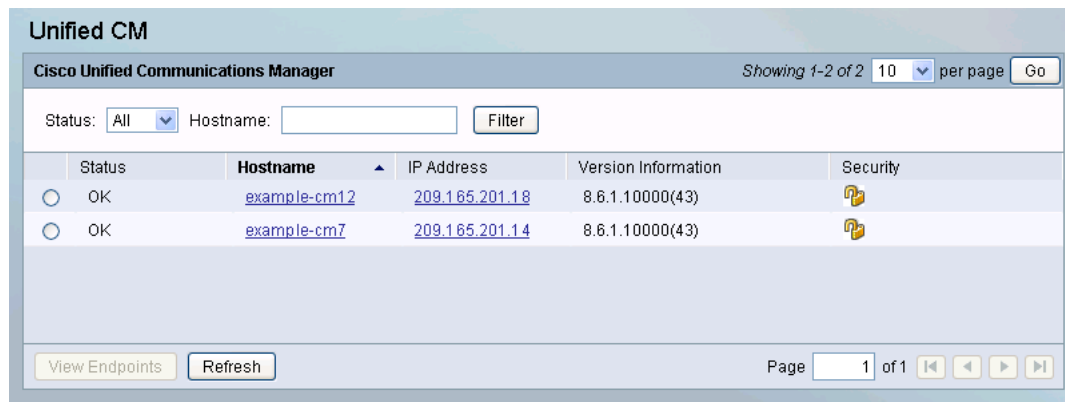 Unified CM
Cisco Unified Communications Manager Showing 1-2 of 2 10 per page Go
Status: All Hostname: Filter
Status Hostname IP Address Version Information Security
OK example-cm12 209.165.201.18 8.6.1.10000(43)
OK example-cm7 209.165.201.14 8.6.1.10000(43)
View Endpoints Refresh Page 1 of 1